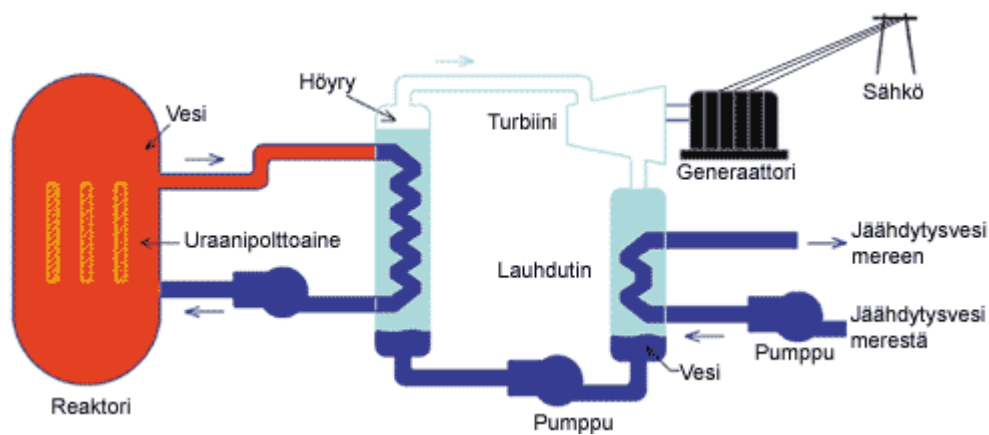 Höyry
Sähkö
Vesi
Turbiini
Generaattori
Uraanipolttoaine
Lauhdutin
Jäähdytysvesi
mereen
Jäähdytysvesi
merestä
Pumppu
Vesi
Reaktori
Pumppu